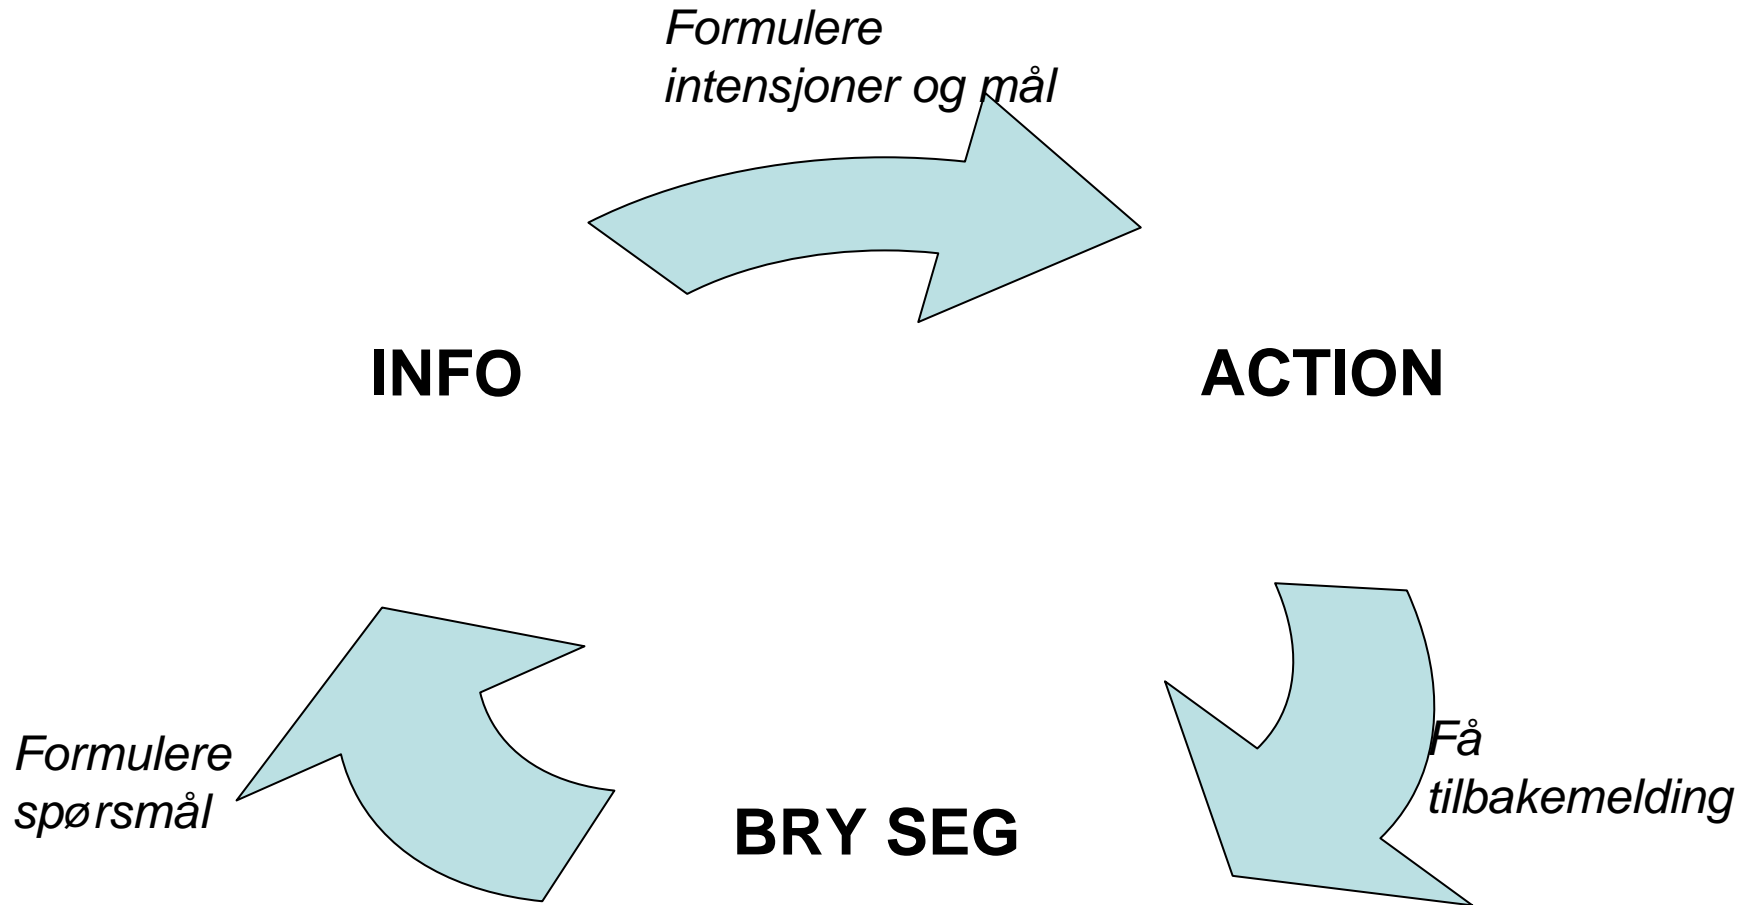 Formulere
intensjoner og mål
INFO
ACTION
Formulere
spørsmål
BRY SEG
Få
tilbakemelding